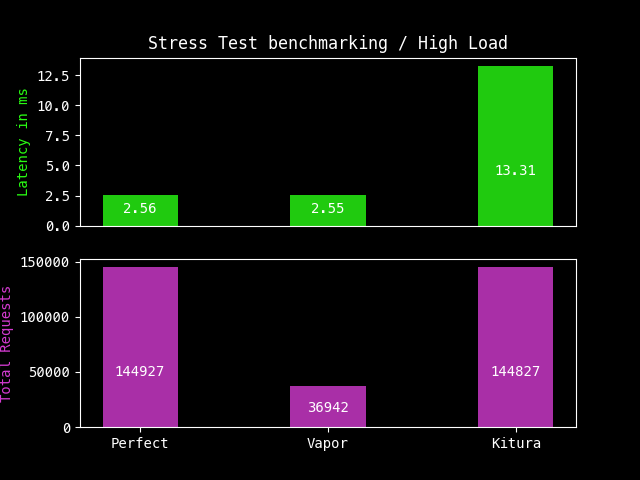 Stress Test benchmarking / High Load
Latency in ms
12.5
10.0
7.5
5.0
2.5
0.0
2.56
2.55
13.31
Total Requests
150000
100000
50000
0
144927
36942
144827
Perfect
Vapor
Kitura